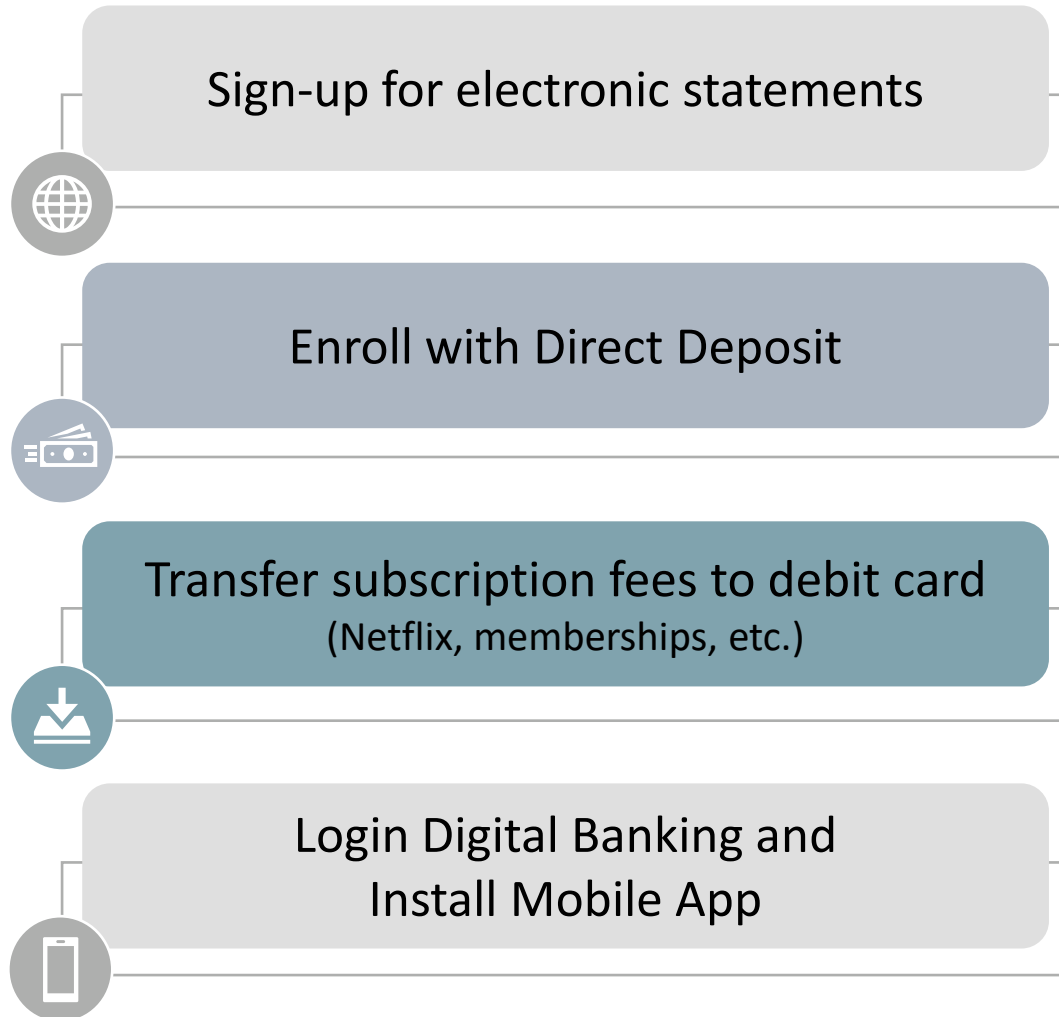 Sign-up for electronic statements
Enroll with Direct Deposit
Transfer subscription fees to debit card
(Netflix, memberships, etc.)
Login Digital Banking and
Install Mobile App